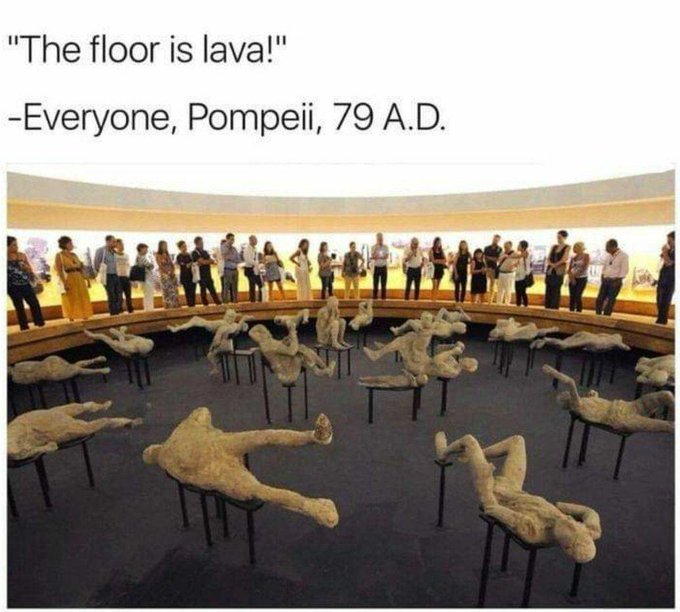 "The floor is lava!"
-Everyone, Pompeii, 79 A.D.